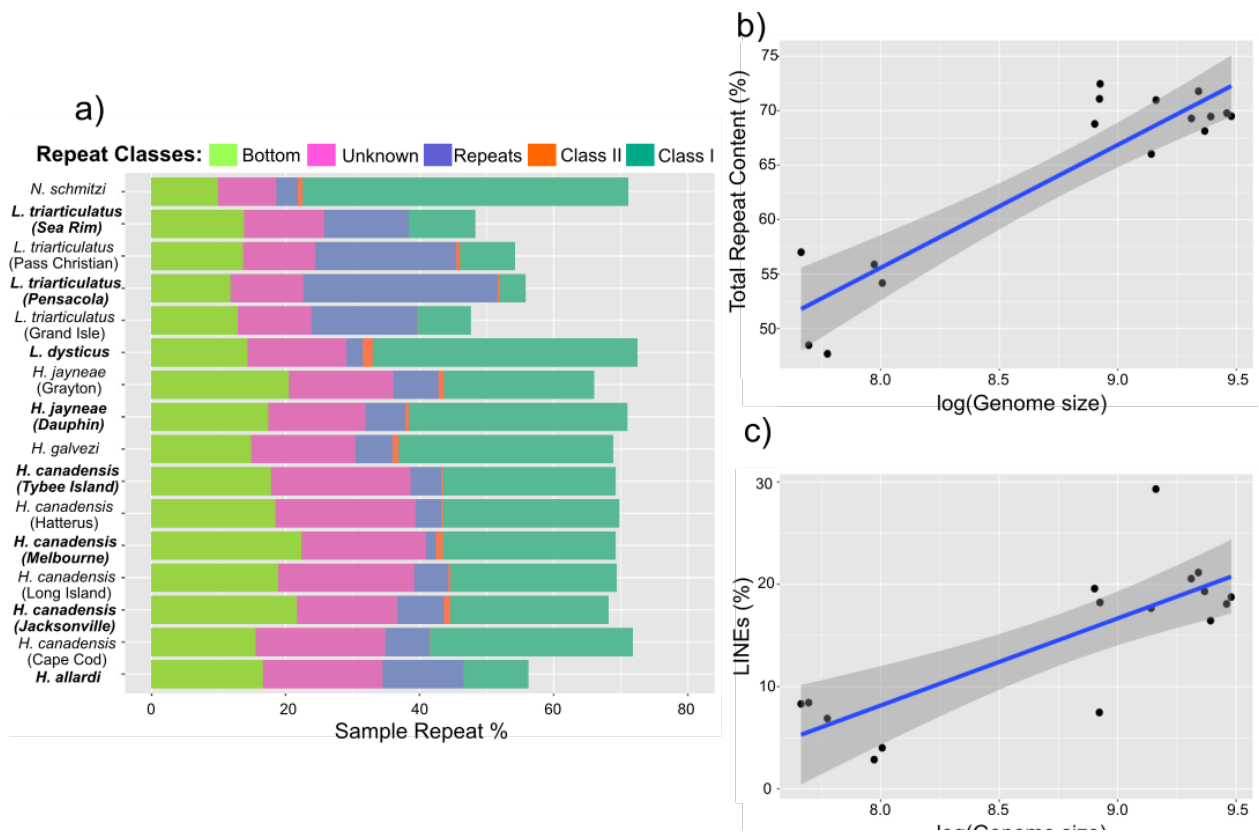 a)
Repeat Classes: Bottom Unknown Repeats Class II Class I
N. schmitzi
L. triarticulatus
(Sea Rim)
L. triarticulatus
(Pass Christian)
L. triarticulatus
(Pensacola)
L. triarticulatus
(Grand Isle)
L. dysticus
H. jayneae
(Grayton)
H. jayneae
(Dauphin)
H. galvezi
H. canadensis
(Tybee Island)
H. canadensis
(Hatterus)
H. canadensis
(Melbourne)
H. canadensis
(Long Island)
H. canadensis
(Jacksonville)
H. canadensis
(Cape Cod)
H. allardi
0 20 40 60 80
Sample Repeat %
b)
Total Repeat Content (%)
75
70
65
60
55
50
8.0 8.5 9.0 9.5
log(Genome size)
c)
LINEs (%)
30
20
10
0
8.0 8.5 9.0 9.5
log(Genome size)